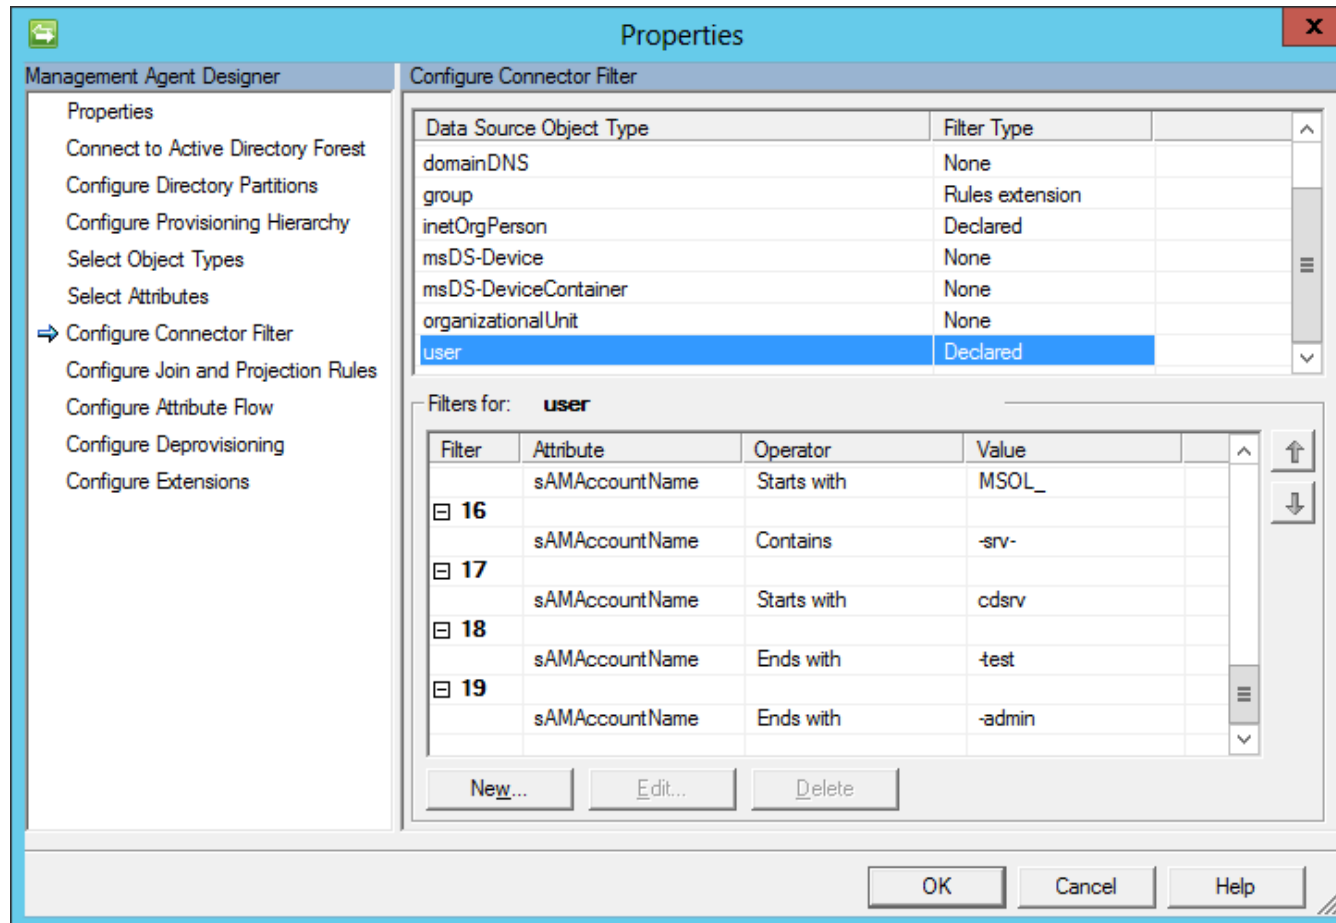 Properties
x
Management Agent Designer
Properties
Connect to Active Directory Forest
Configure Directory Partitions
Configure Provisioning Hierarchy
Select Object Types
Select Attributes
Configure Connector Filter
Configure Join and Projection Rules
Configure Attribute Flow
Configure Deprovisioning
Configure Extensions
Configure Connector Filter
Data Source Object Type Filter Type
domainDNS None
group Rules extension
inetOrgPerson Declared
msDS-Device None
msDS-DeviceContainer None
organizationalUnit None
user Declared
Filters for: user
Filter Attribute Operator Value
sAMAccountName Starts with MSOL_
16
sAMAccountName Contains -srv-
17
sAMAccountName Starts with cdsrv
18
sAMAccountName Ends with -test
19
sAMAccountName Ends with -admin
New... Edit... Delete
OK Cancel Help